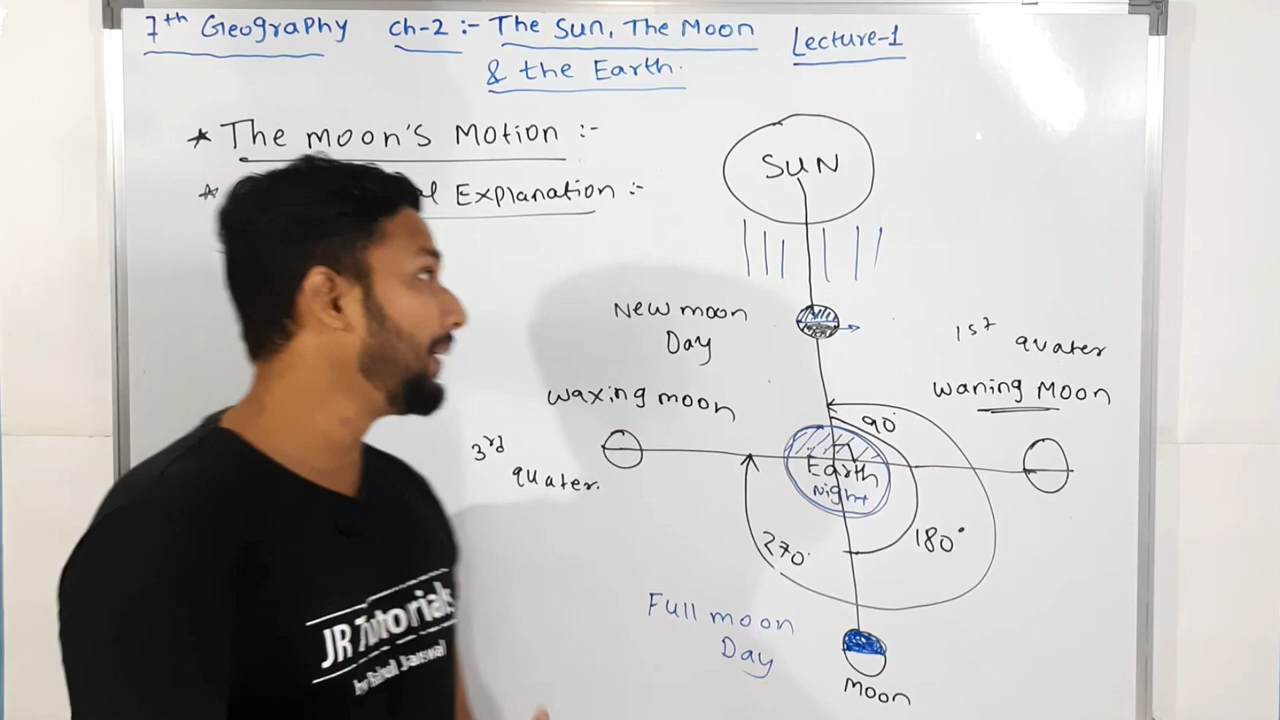 7th Geography Ch-2 :- The Sun, The Moon Lecture-1
& the Earth.
* The moon's Motion :-
* Explanation :-
SUN
New moon
Day
1st quater
waning Moon
waxing moon
90°
3rd
quater.
Earth
Night
180°
270°
Full moon
Day
Moon
JR Tutorials